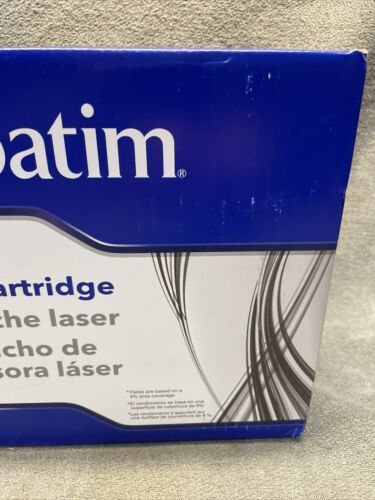 batim®
artridge
the laser
cho de
sora láser
*Yields are based on a
5% area coverage.
*El rendimiento se base en una
superficie de cobertura de 5%
*Les rendements s'appuient sur
une surface de couverture de 5 %.